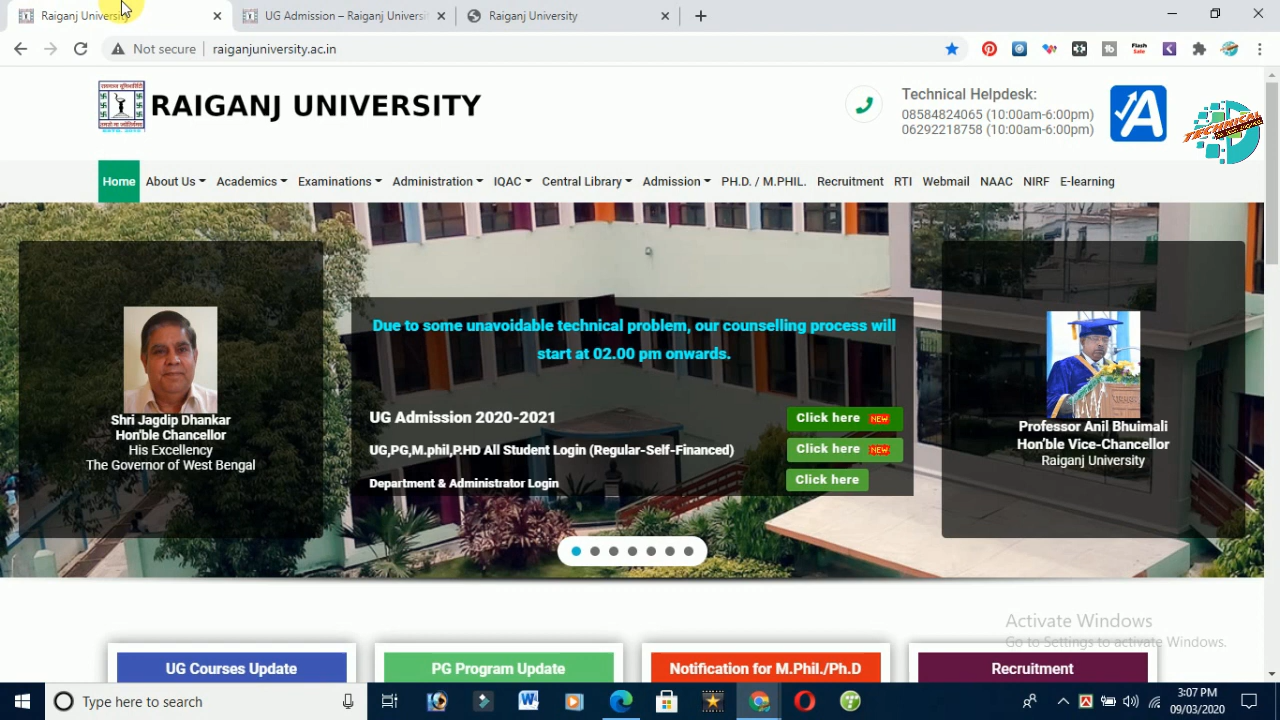 Raiganj University
UG Admission – Raiganj Universi
Raiganj University
Not secure
raiganjuniversity.ac.in
RAIGANJ UNIVERSITY
Technical Helpdesk:
08584824065 (10:00am-6:00pm)
06292218758 (10:00am-6:00pm)
A
TECHNICAL
Home About Us Academics Examinations Administration IQAC Central Library Admission PH.D. / M.PHIL. Recruitment RTI Webmail NAAC NIRF E-learning
Shri Jagdip Dhankar
Hon'ble Chancellor
His Excellency
The Governor of West Bengal
Due to some unavoidable technical problem, our counselling process will
start at 02.00 pm onwards.
UG Admission 2020-2021 Click here NEW
UG,PG,M.phil,P.HD All Student Login (Regular-Self-Financed) Click here NEW
Department & Administrator Login Click here
Professor Anil Bhuimali
Hon'ble Vice-Chancellor
Raiganj University
Activate Windows
Go to Settings to activate Windows.
UG Courses Update
PG Program Update
Notification for M.Phil./Ph.D
Recruitment
Type here to search
3:07 PM
09/03/2020